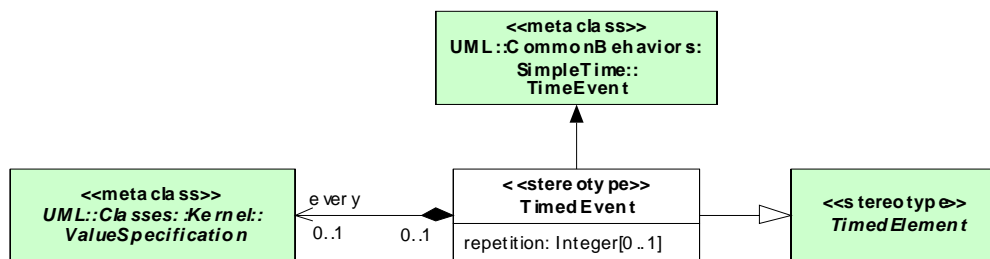 <<metaclass>>
UML::CommonBehaviors:
SimpleTime::
TimeEvent
<<metaclass>>
UML::Classes::Kernel::
ValueSpecification
every
0..1
0..1
<<stereotype>>
TimedEvent
repetition: Integer[0..1]
<<stereotype>>
TimedElement